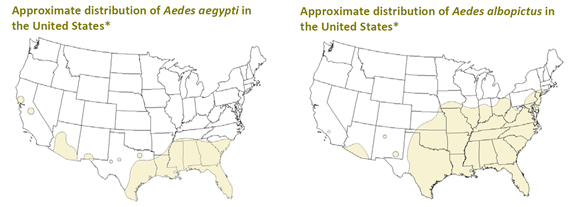 Approximate distribution of Aedes aegypti in
the United States*
Approximate distribution of Aedes albopictus in
the United States*